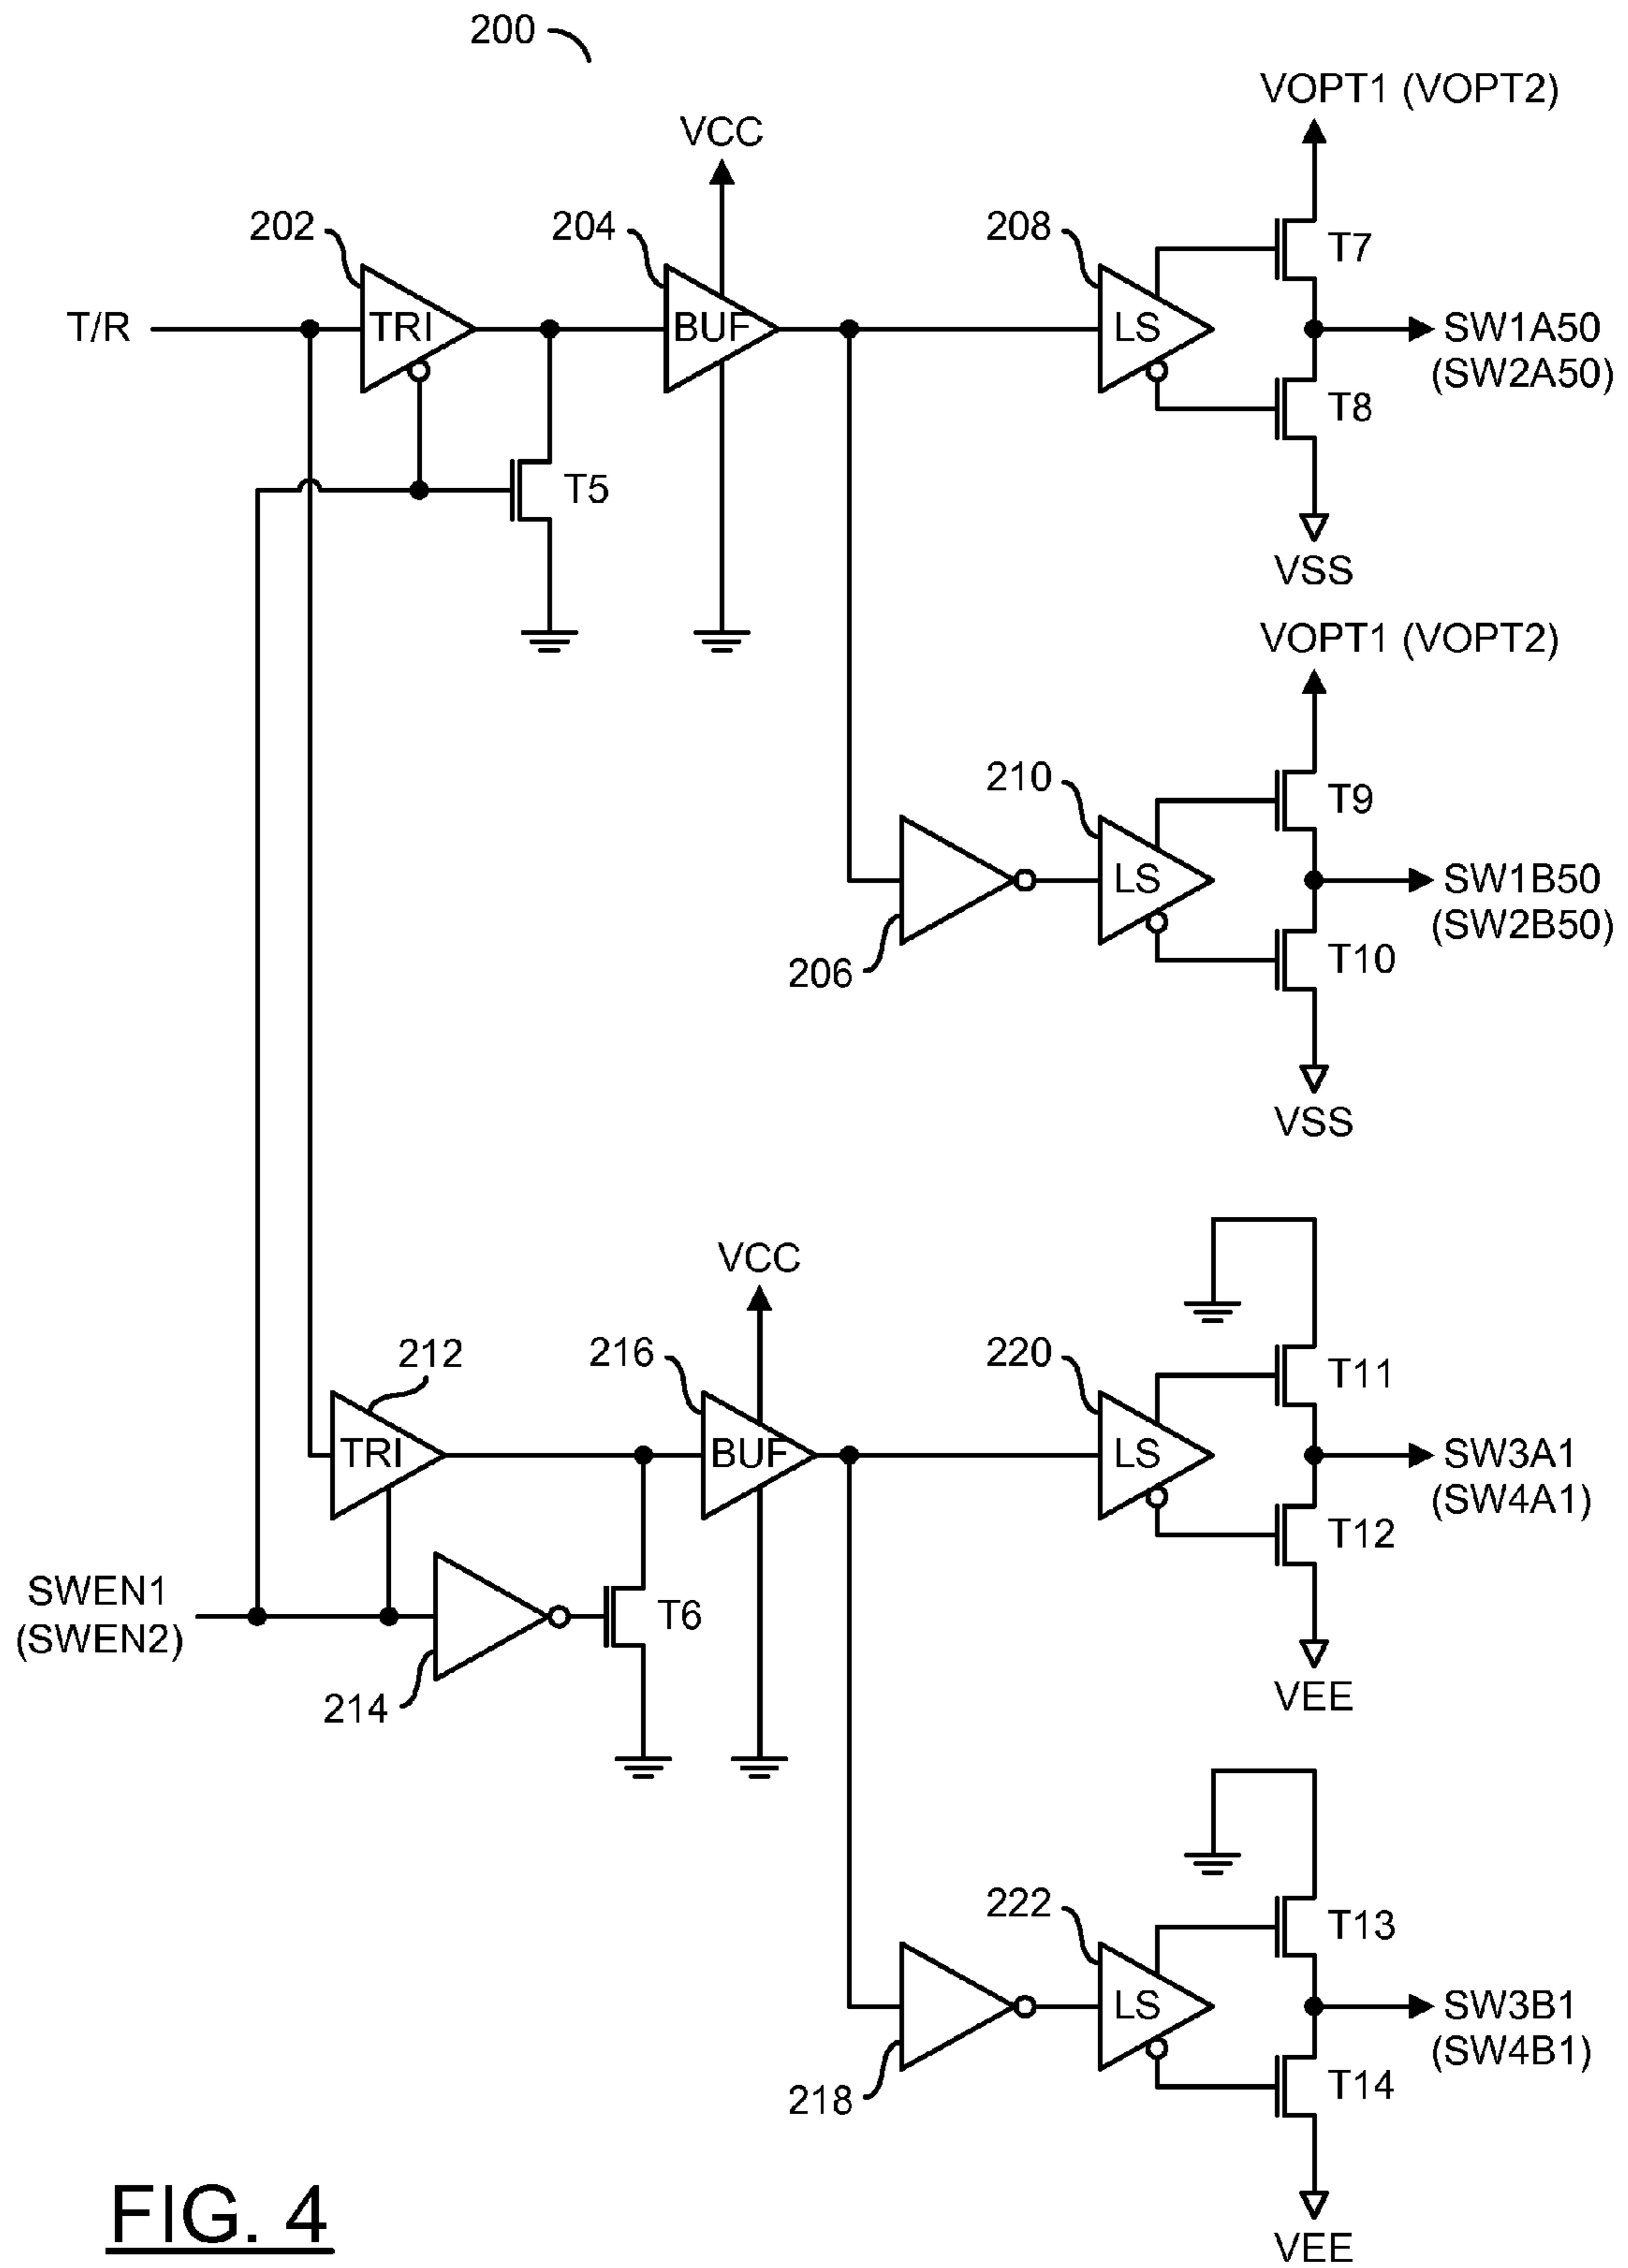 200
VOPT1 (VOPT2)
VCC
202
204
208
T7
T/R
TRI
BUF
LS
SW1A50
(SW2A50)
T8
T5
VSS
VOPT1 (VOPT2)
210
T9
LS
SW1B50
(SW2B50)
206
T10
VSS
VCC
212
216
220
T11
TRI
BUF
LS
SW3A1
(SW4A1)
T12
SWEN1
(SWEN2)
T6
214
VEE
222
T13
LS
SW3B1
(SW4B1)
218
T14
VEE
FIG. 4